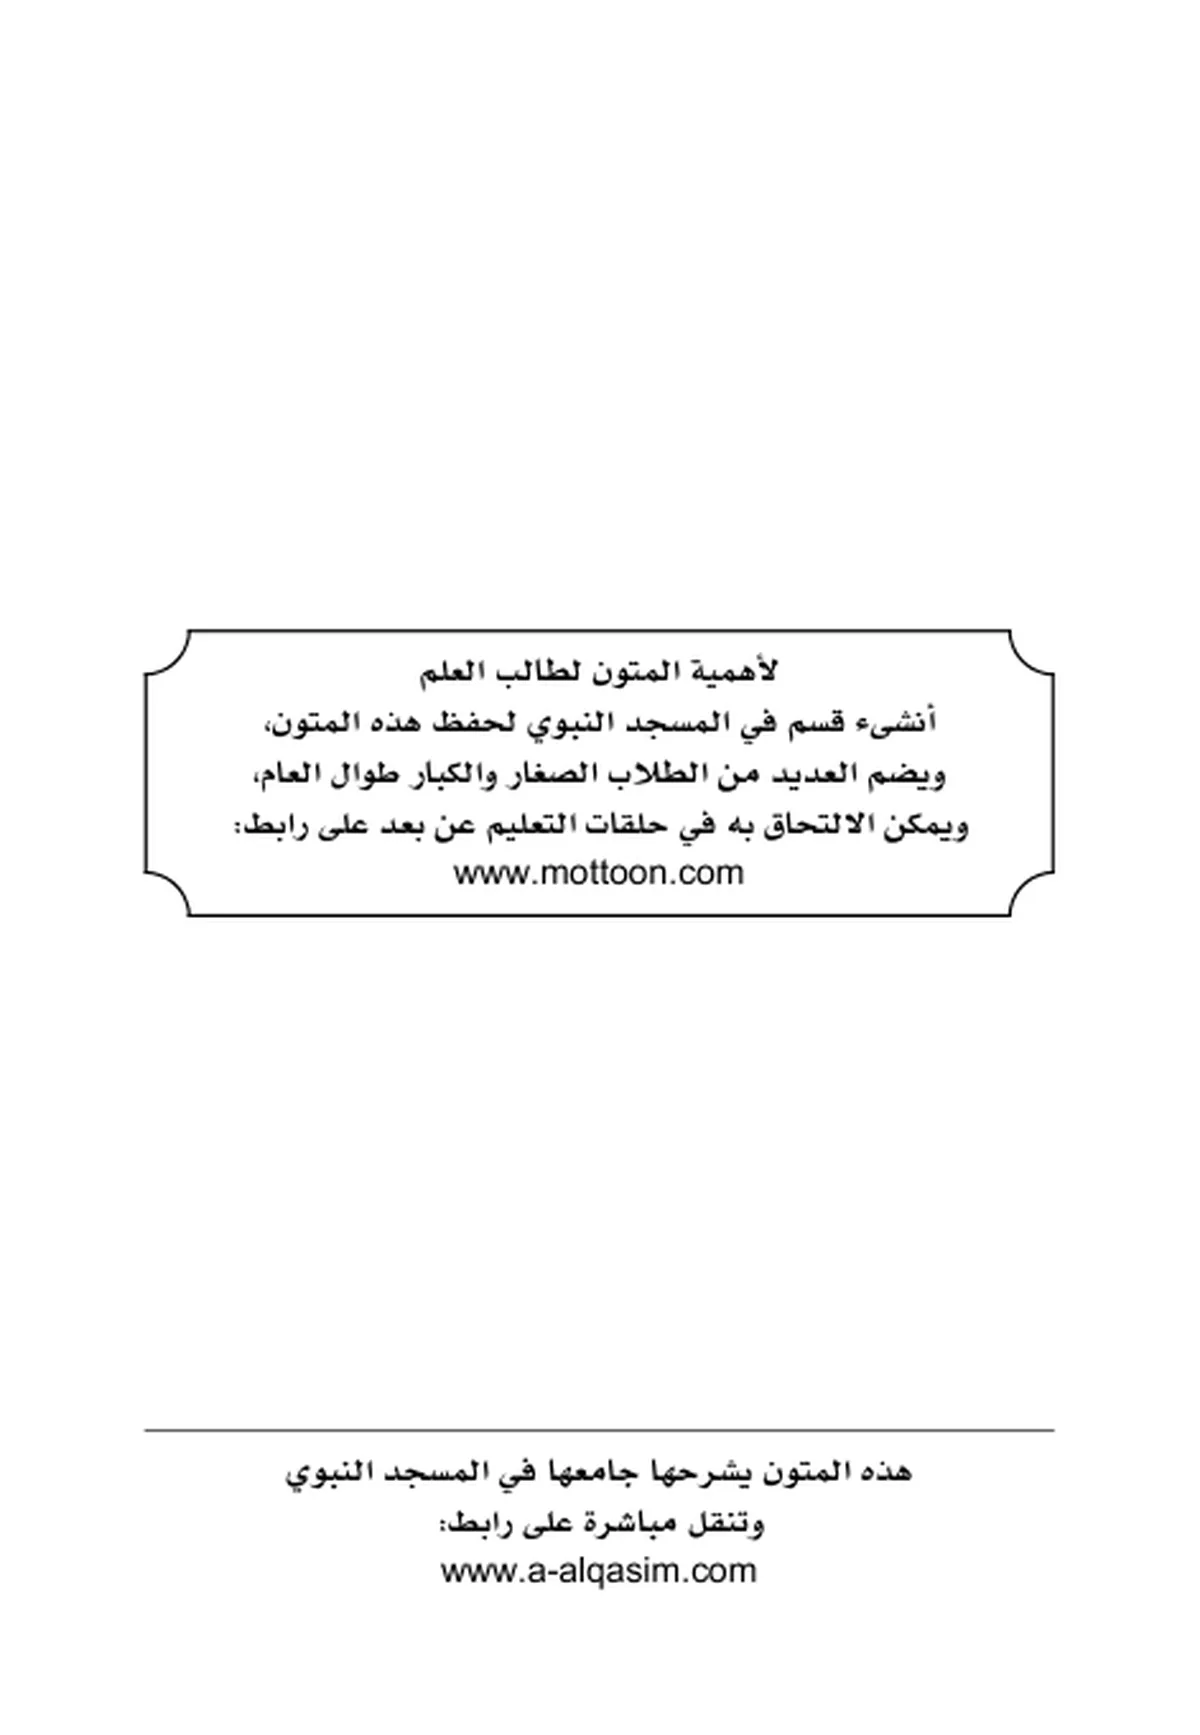 لأهمية المتون لطالب العلم
أنشىء قسم في المسجد النبوي لحفظ هذه المتون،
ويضم العديد من الطلاب الصغار والكبار طوال العام،
ويمكن الالتحاق به في حلقات التعليم عن بعد على رابط:
www.mottoon.com
هذه المتون يشرحها جامعها في المسجد النبوي
وتنقل مباشرة على رابط:
www.a-alqasim.com